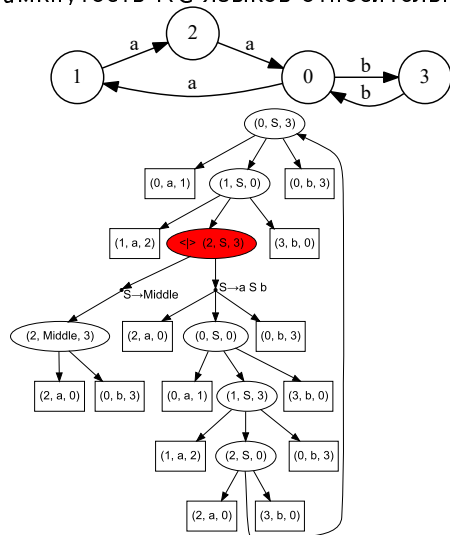 языков
2
a a
1 0 b 3
a b
(0, S, 3)
(0, a, 1) (1, S, 0) (0, b, 3)
(1, a, 2) <|> (2, S, 3) (3, b, 0)
S→Middle S→a S b
(2, Middle, 3) (2, a, 0) (0, S, 0) (0, b, 3)
(2, a, 0) (0, b, 3) (0, a, 1) (1, S, 3) (3, b, 0)
(1, a, 2) (2, S, 0) (0, b, 3)
(2, a, 0) (3, b, 0)